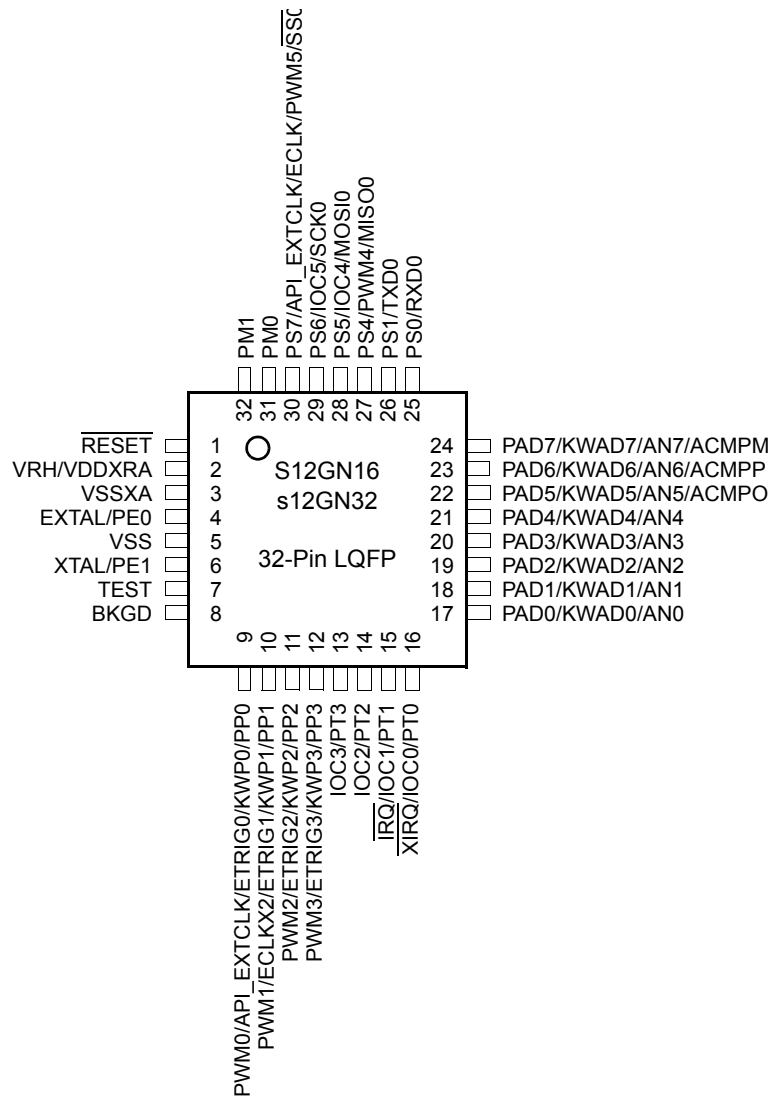 PS7/API_EXTCLK/ECLK/PWM5/SS0
PS6/IOC5/SCK0
PS5/IOC4/MOSI0
PS4/PWM4/MISO0
PS1/TXD0
PS0/RXD0
PM1
PM0
32
31
30
29
28
27
26
25
RESET 1
VRH/VDDXRA 2
VSSXA 3
EXTAL/PE0 4
VSS 5
XTAL/PE1 6
TEST 7
BKGD 8
S12GN16
s12GN32
32-Pin LQFP
24 PAD7/KWAD7/AN7/ACMPM
23 PAD6/KWAD6/AN6/ACMPP
22 PAD5/KWAD5/AN5/ACMPO
21 PAD4/KWAD4/AN4
20 PAD3/KWAD3/AN3
19 PAD2/KWAD2/AN2
18 PAD1/KWAD1/AN1
17 PAD0/KWAD0/AN0
9
10
11
12
13
14
15
16
PWM0/API_EXTCLK/ETRIG0/KWP0/PP0
PWM1/ECLKX2/ETRIG1/KWP1/PP1
PWM2/ETRIG2/KWP2/PP2
PWM3/ETRIG3/KWP3/PP3
IOC3/PT3
IOC2/PT2
IRQ/IOC1/PT1
XIRQ/IOC0/PT0